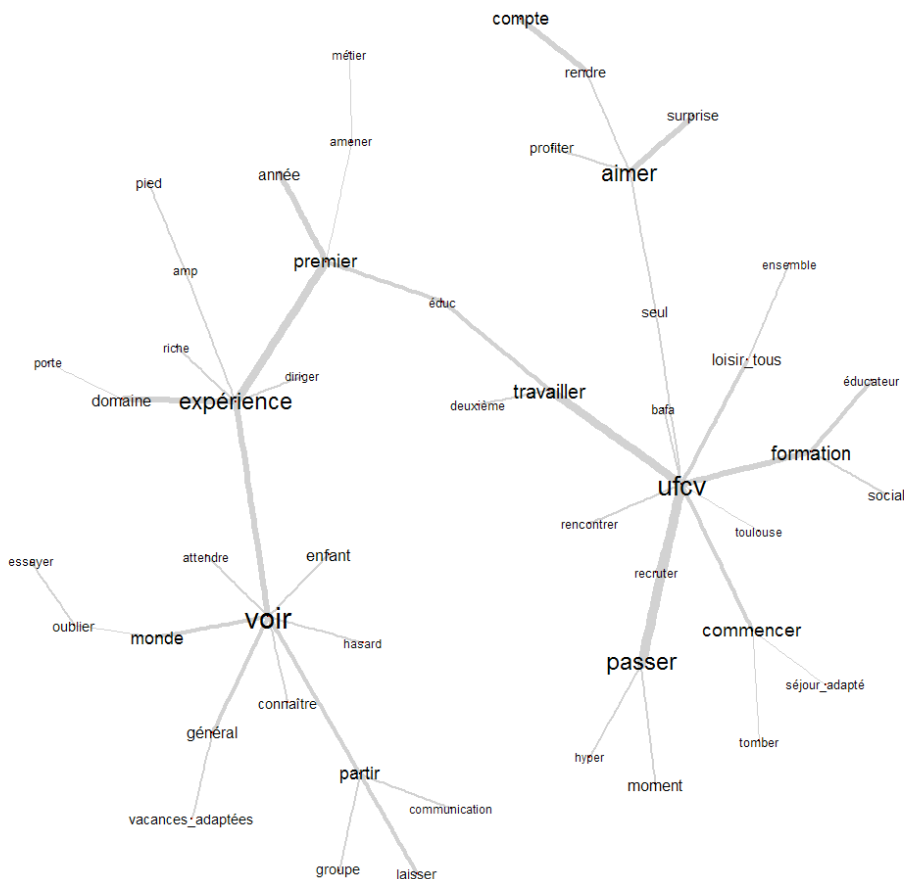 compte
métier
rendre
surprise
amener
profiter
année
aimer
pied
premier
ensemble
amp
éduc
seul
riche
loisir_tous
porte
diriger
éducateur
domaine
expérience
travailler
deuxième
bafa
formation
ufcv
social
rencontrer
toulouse
essayer
attendre
enfant
recruter
oublier
voir
monde
hasard
commencer
passer
connaître
séjour_adapté
général
tomber
hyper
partir
moment
communication
vacances_adaptées
groupe
laisser